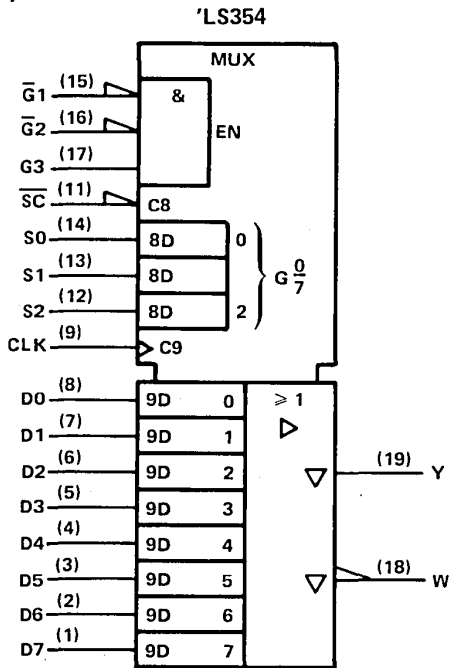 'LS354
MUX
G̅1 (15) &
G̅2 (16) EN
G3 (17)
S̅C̅ (11) C8
S0 (14) 8D 0
S1 (13) 8D G 0/7
S2 (12) 8D 2
CLK (9) C9
D0 (8) 9D 0 ⩾ 1
D1 (7) 9D 1
D2 (6) 9D 2 (19) Y
D3 (5) 9D 3
D4 (4) 9D 4
D5 (3) 9D 5 (18) W
D6 (2) 9D 6
D7 (1) 9D 7